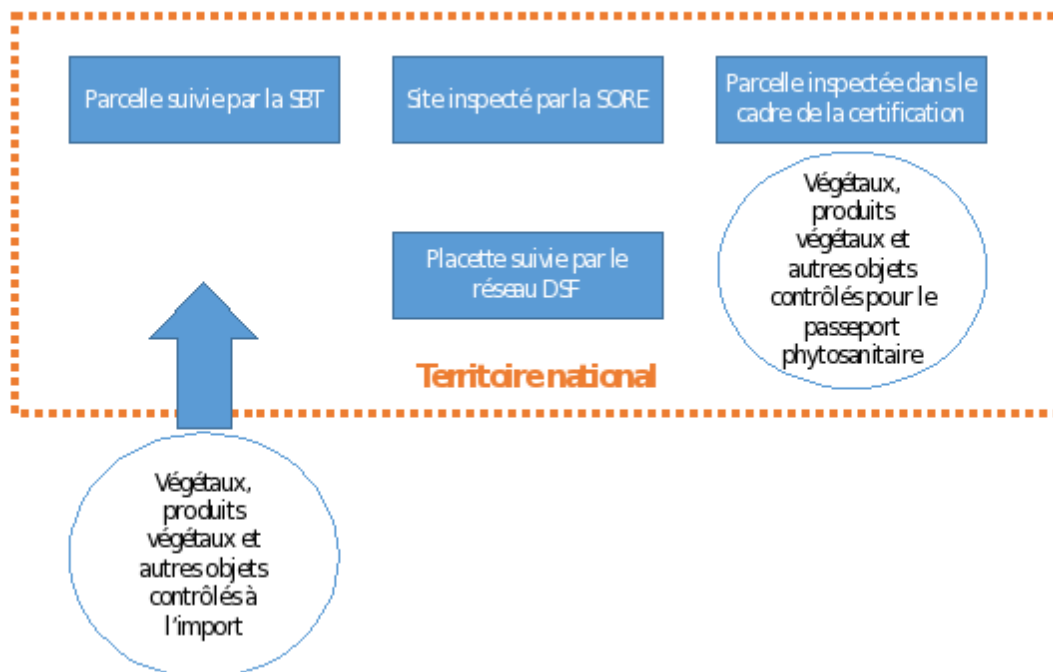 Parcelle suivie par la SBT
Site inspecté par la SORE
Parcelle inspectée dans le
cadre de la certification
Végétaux,
produits
végétaux et
autres objets
contrôlés pour le
passeport
phytosanitaire
Placette suivie par le
réseau DSF
Territoire national
Végétaux,
produits
végétaux et
autres objets
contrôlés à
l'import